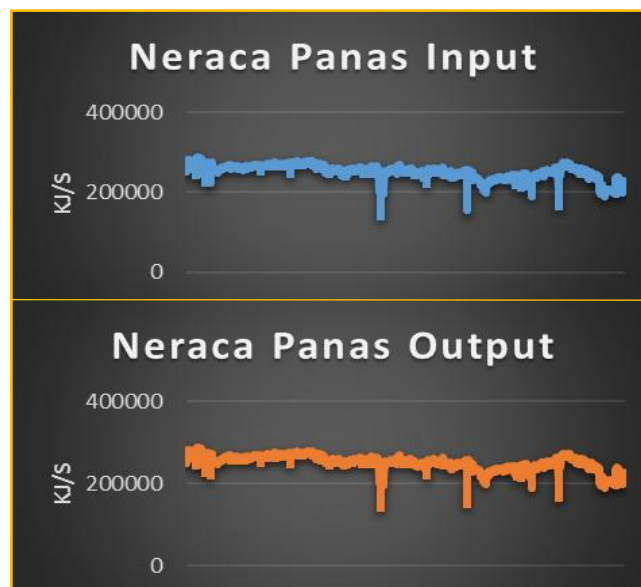 Neraca Panas Input
400000
KJ/S
200000
0
Neraca Panas Output
400000
KJ/S
200000
0